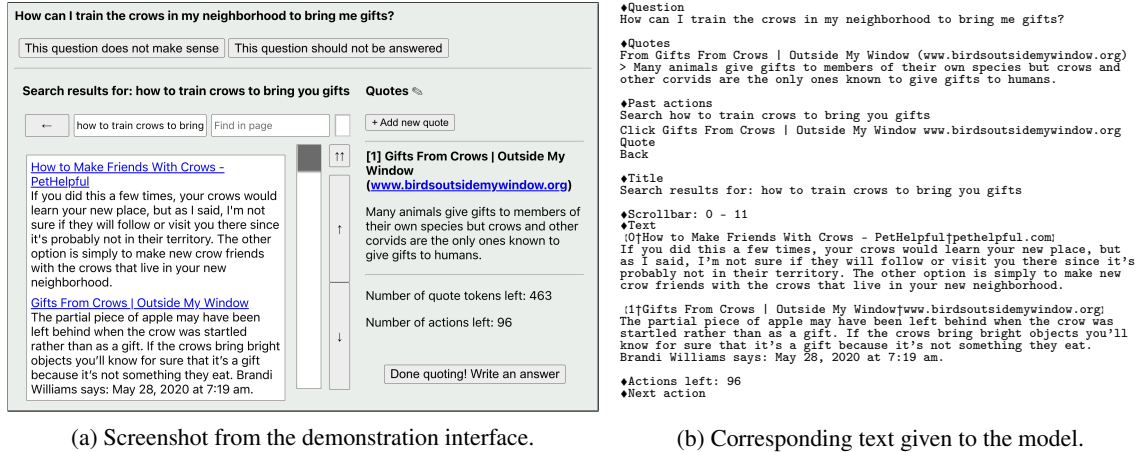 How can I train the crows in my neighborhood to bring me gifts?
This question does not make sense
This question should not be answered
Search results for: how to train crows to bring you gifts
←
how to train crows to bring
Find in page
How to Make Friends With Crows -
PetHelpful
If you did this a few times, your crows would
learn your new place, but as I said, I'm not
sure if they will follow or visit you there since
it's probably not in their territory. The other
option is simply to make new crow friends
with the crows that live in your new
neighborhood.
Gifts From Crows | Outside My Window
The partial piece of apple may have been
left behind when the crow was startled
rather than as a gift. If the crows bring bright
objects you’ll know for sure that it’s a gift
because it’s not something they eat. Brandi
Williams says: May 28, 2020 at 7:19 am.
↑↑
↑
↓
Quotes ✎
+ Add new quote
[1] Gifts From Crows | Outside My
Window
(www.birdsoutsidemywindow.org)
Many animals give gifts to members of
their own species but crows and other
corvids are the only ones known to
give gifts to humans.
Number of quote tokens left: 463
Number of actions left: 96
Done quoting! Write an answer
(a) Screenshot from the demonstration interface.
♦Question
How can I train the crows in my neighborhood to bring me gifts?
♦Quotes
From Gifts From Crows | Outside My Window (www.birdsoutsidemywindow.org)
> Many animals give gifts to members of their own species but crows and
other corvids are the only ones known to give gifts to humans.
♦Past actions
Search how to train crows to bring you gifts
Click Gifts From Crows | Outside My Window www.birdsoutsidemywindow.org
Quote
Back
♦Title
Search results for: how to train crows to bring you gifts
♦Scrollbar: 0 - 11
♦Text
【0†How to Make Friends With Crows - PetHelpful†pethelpful.com】
If you did this a few times, your crows would learn your new place, but
as I said, I’m not sure if they will follow or visit you there since it’s
probably not in their territory. The other option is simply to make new
crow friends with the crows that live in your new neighborhood.
【1†Gifts From Crows | Outside My Window†www.birdsoutsidemywindow.org】
The partial piece of apple may have been left behind when the crow was
startled rather than as a gift. If the crows bring bright objects you’ll
know for sure that it’s a gift because it’s not something they eat.
Brandi Williams says: May 28, 2020 at 7:19 am.
♦Actions left: 96
♦Next action
(b) Corresponding text given to the model.